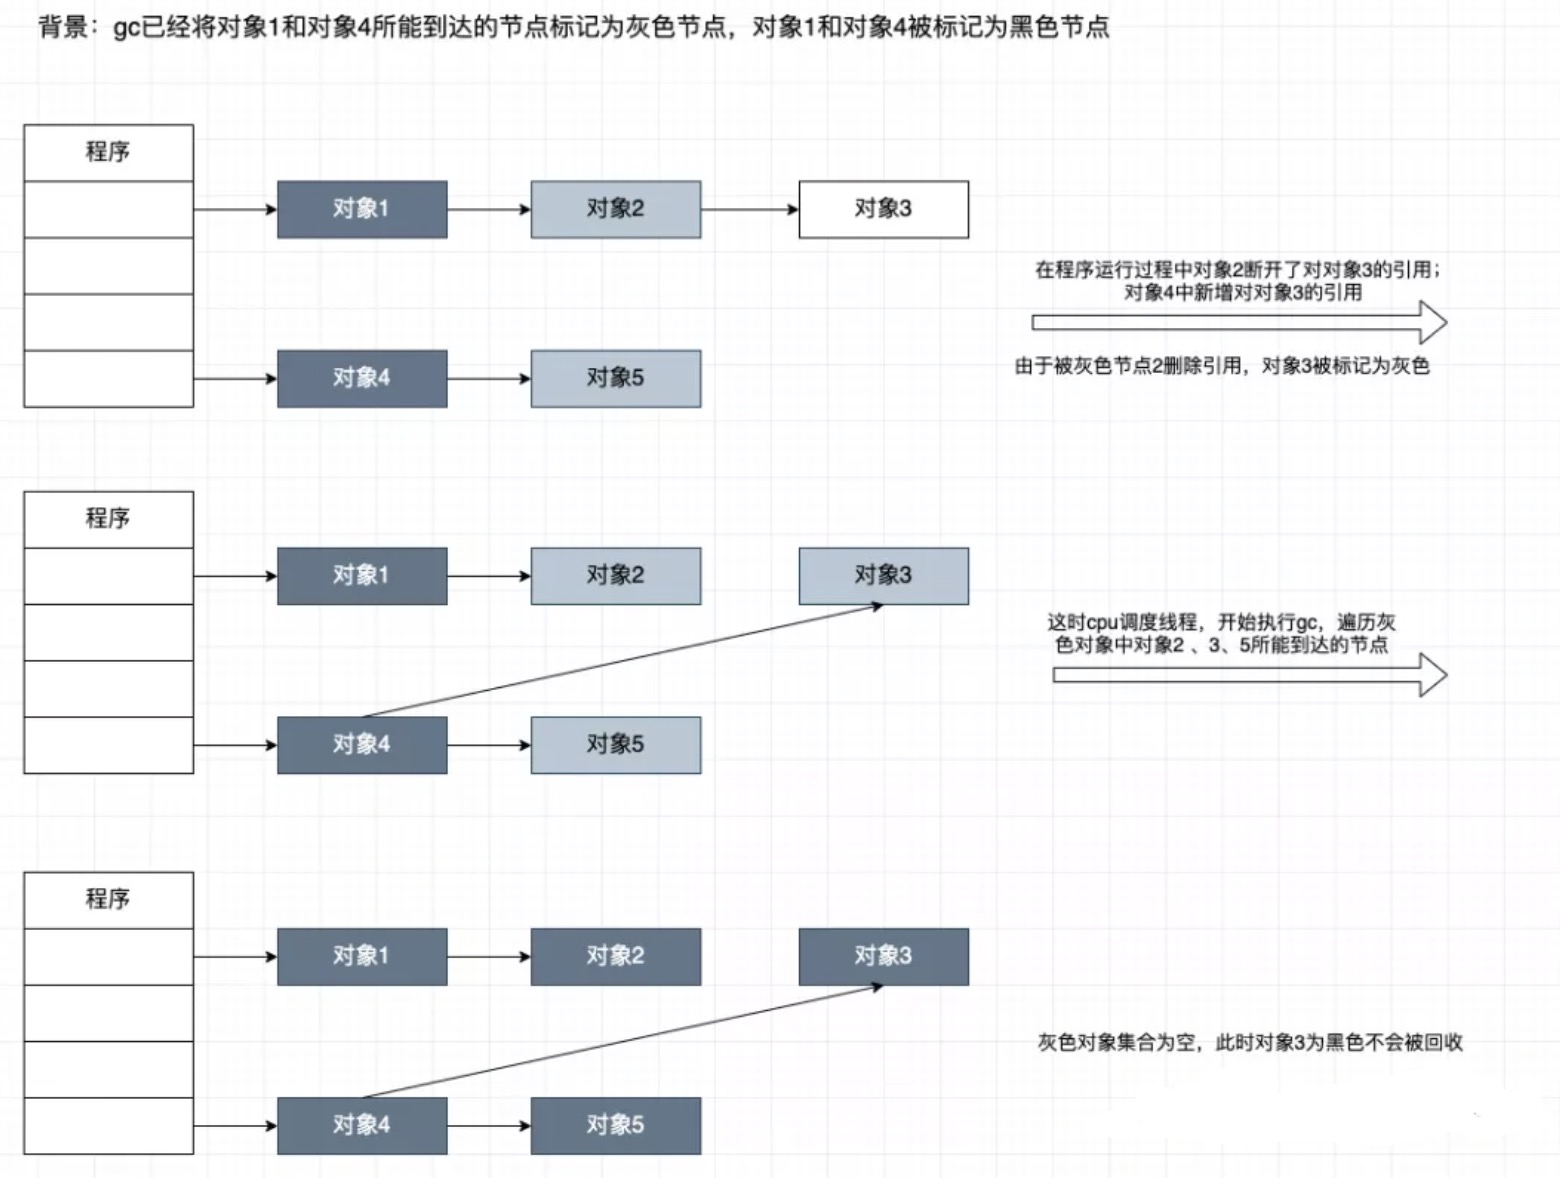 背景：gc已经将对象1和对象4所能到达的节点标记为灰色节点，对象1和对象4被标记为黑色节点
程序
对象1
对象2
对象3
在程序运行过程中对象2断开了对对象3的引用；
对象4中新增对对象3的引用
由于被灰色节点2删除引用，对象3被标记为灰色
对象4
对象5
程序
对象1
对象2
对象3
这时cpu调度线程，开始执行gc，遍历灰
色对象中对象2 、3、5所能到达的节点
对象4
对象5
程序
对象1
对象2
对象3
灰色对象集合为空，此时对象3为黑色不会被回收
对象4
对象5